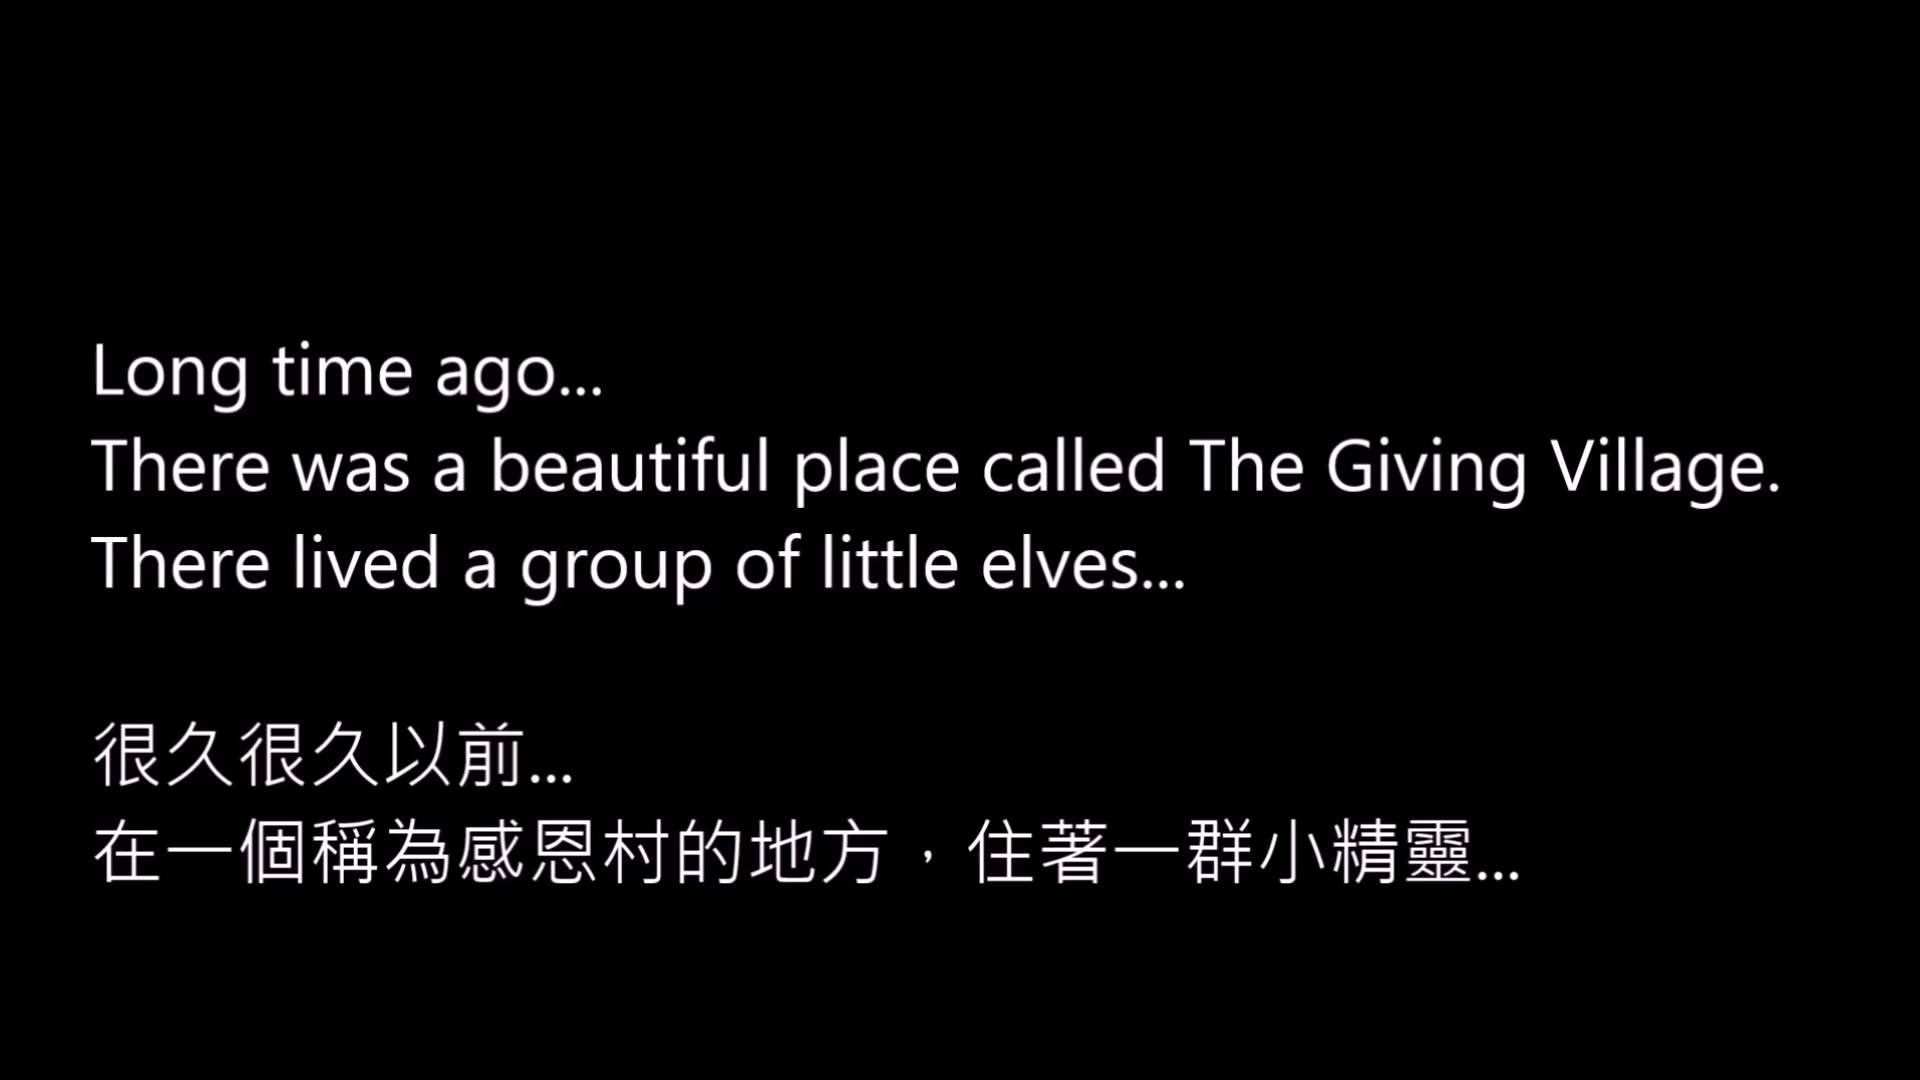 Long time ago...
There was a beautiful place called The Giving Village.
There lived a group of little elves...
很久很久以前...
在一個稱為感恩村的地方，住著一群小精靈...